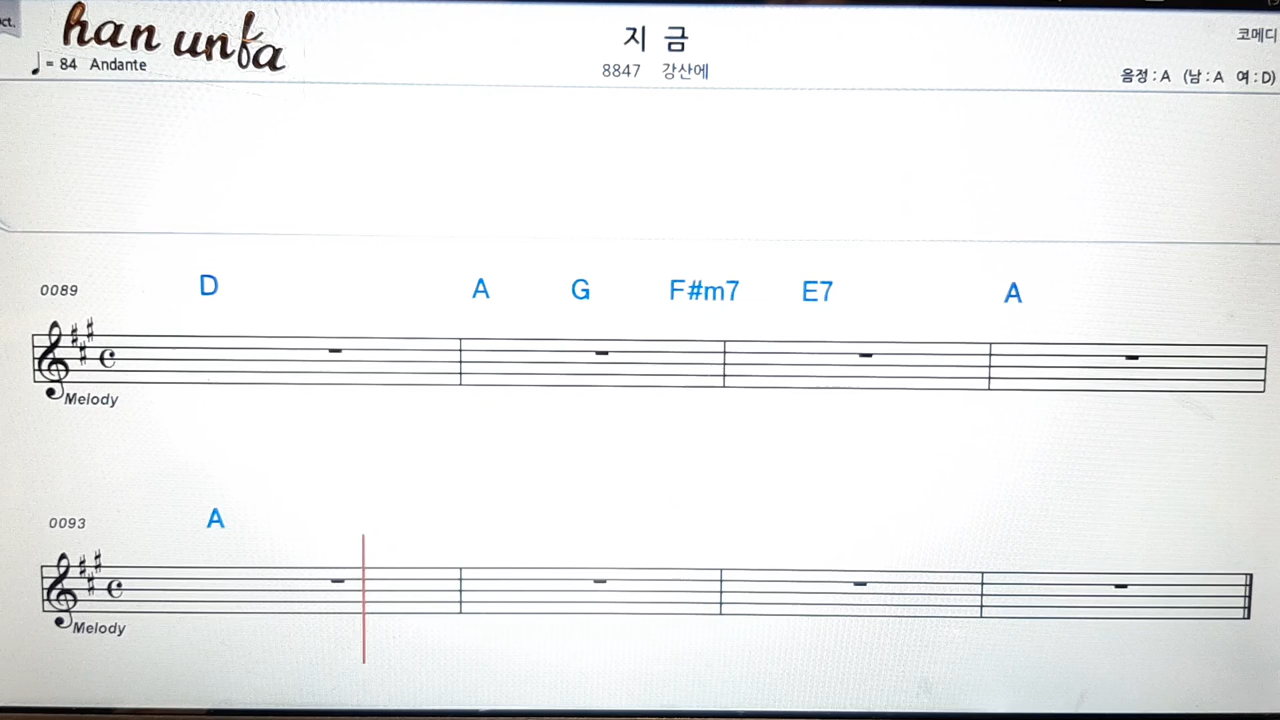 ct.
han unfa
= 84 Andante
지 금
8847 강산에
코메디
음정 : A (남 : A 여 : D)
0089 D A G F#m7 E7 A
Melody
0093 A
Melody